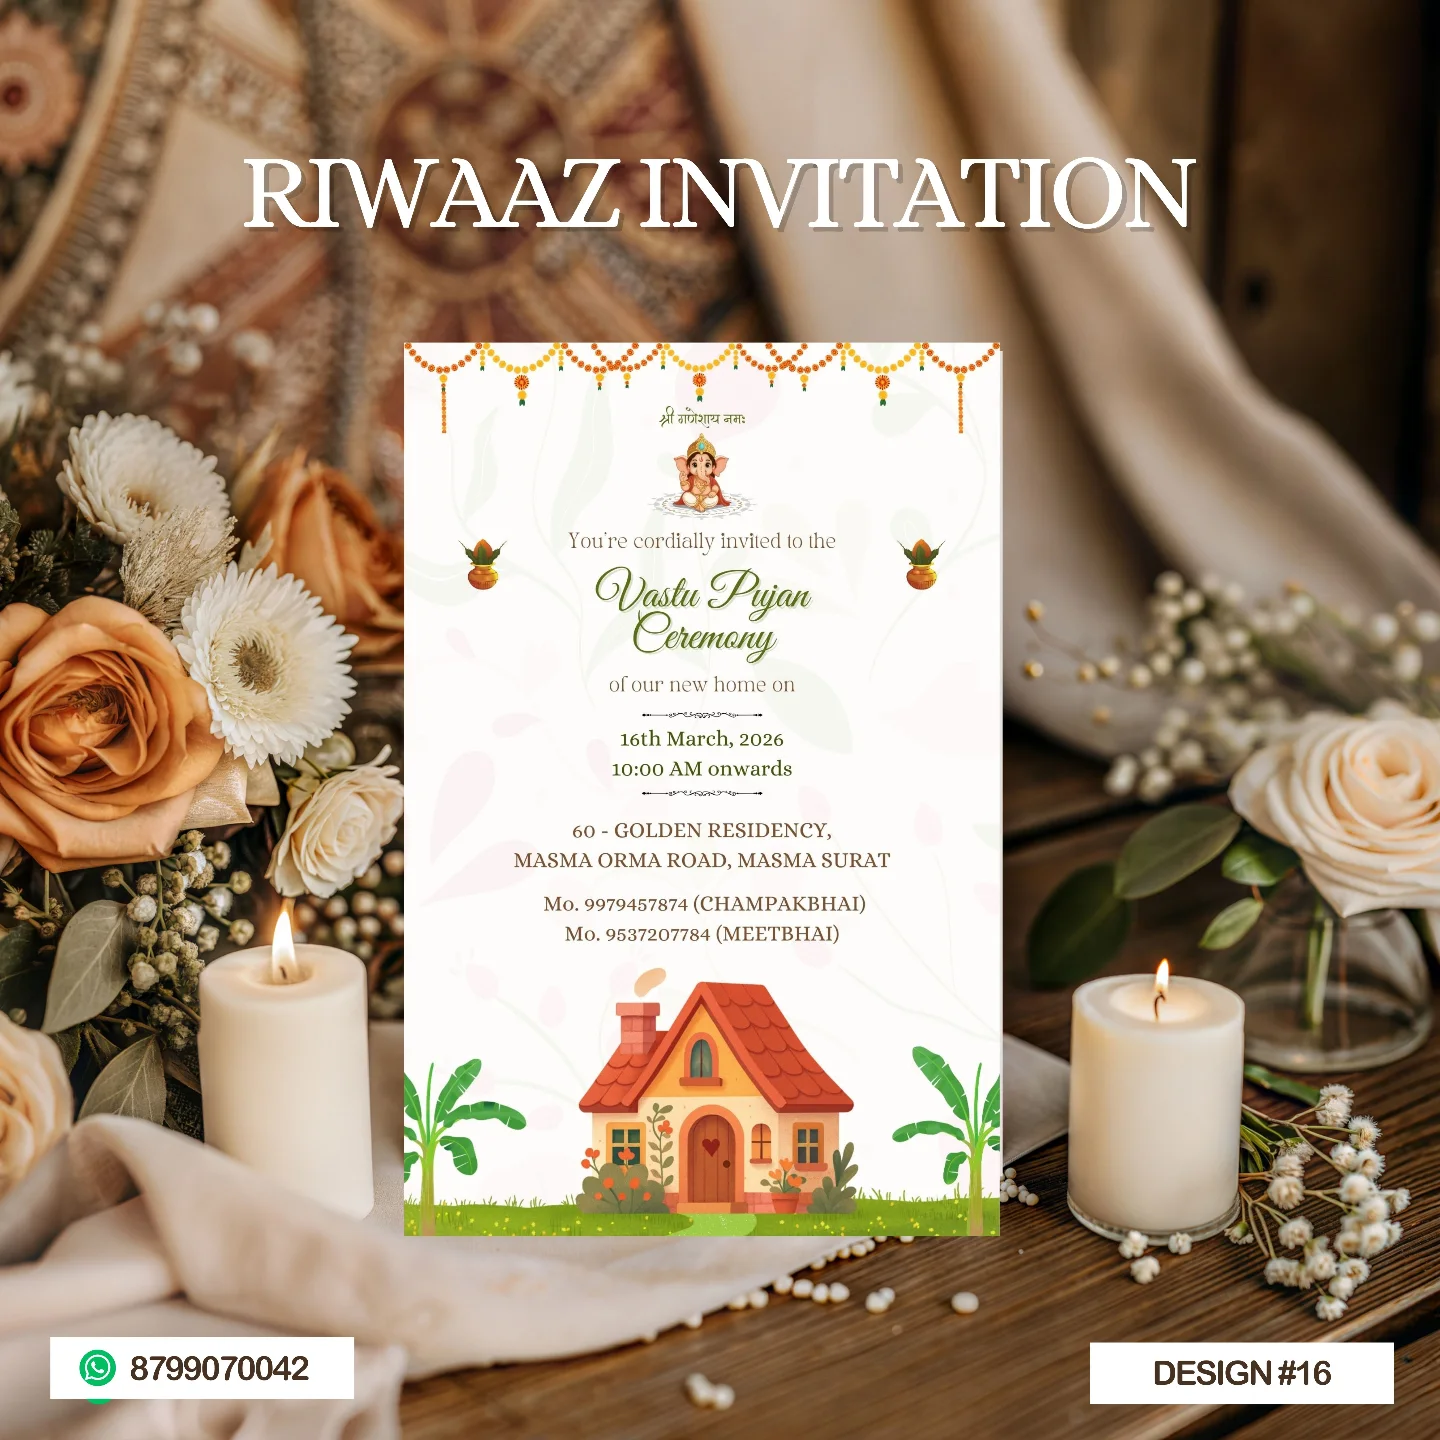 RIWAAZ INVITATION
श्री गणेशाय नमः
You're cordially invited to the
Vastu Pujan
Ceremony
of our new home on
16th March, 2026
10:00 AM onwards
60 - GOLDEN RESIDENCY,
MASMA ORMA ROAD, MASMA SURAT
Mo. 9979457874 (CHAMPAKBHAI)
Mo. 9537207784 (MEETBHAI)
8799070042
DESIGN #16